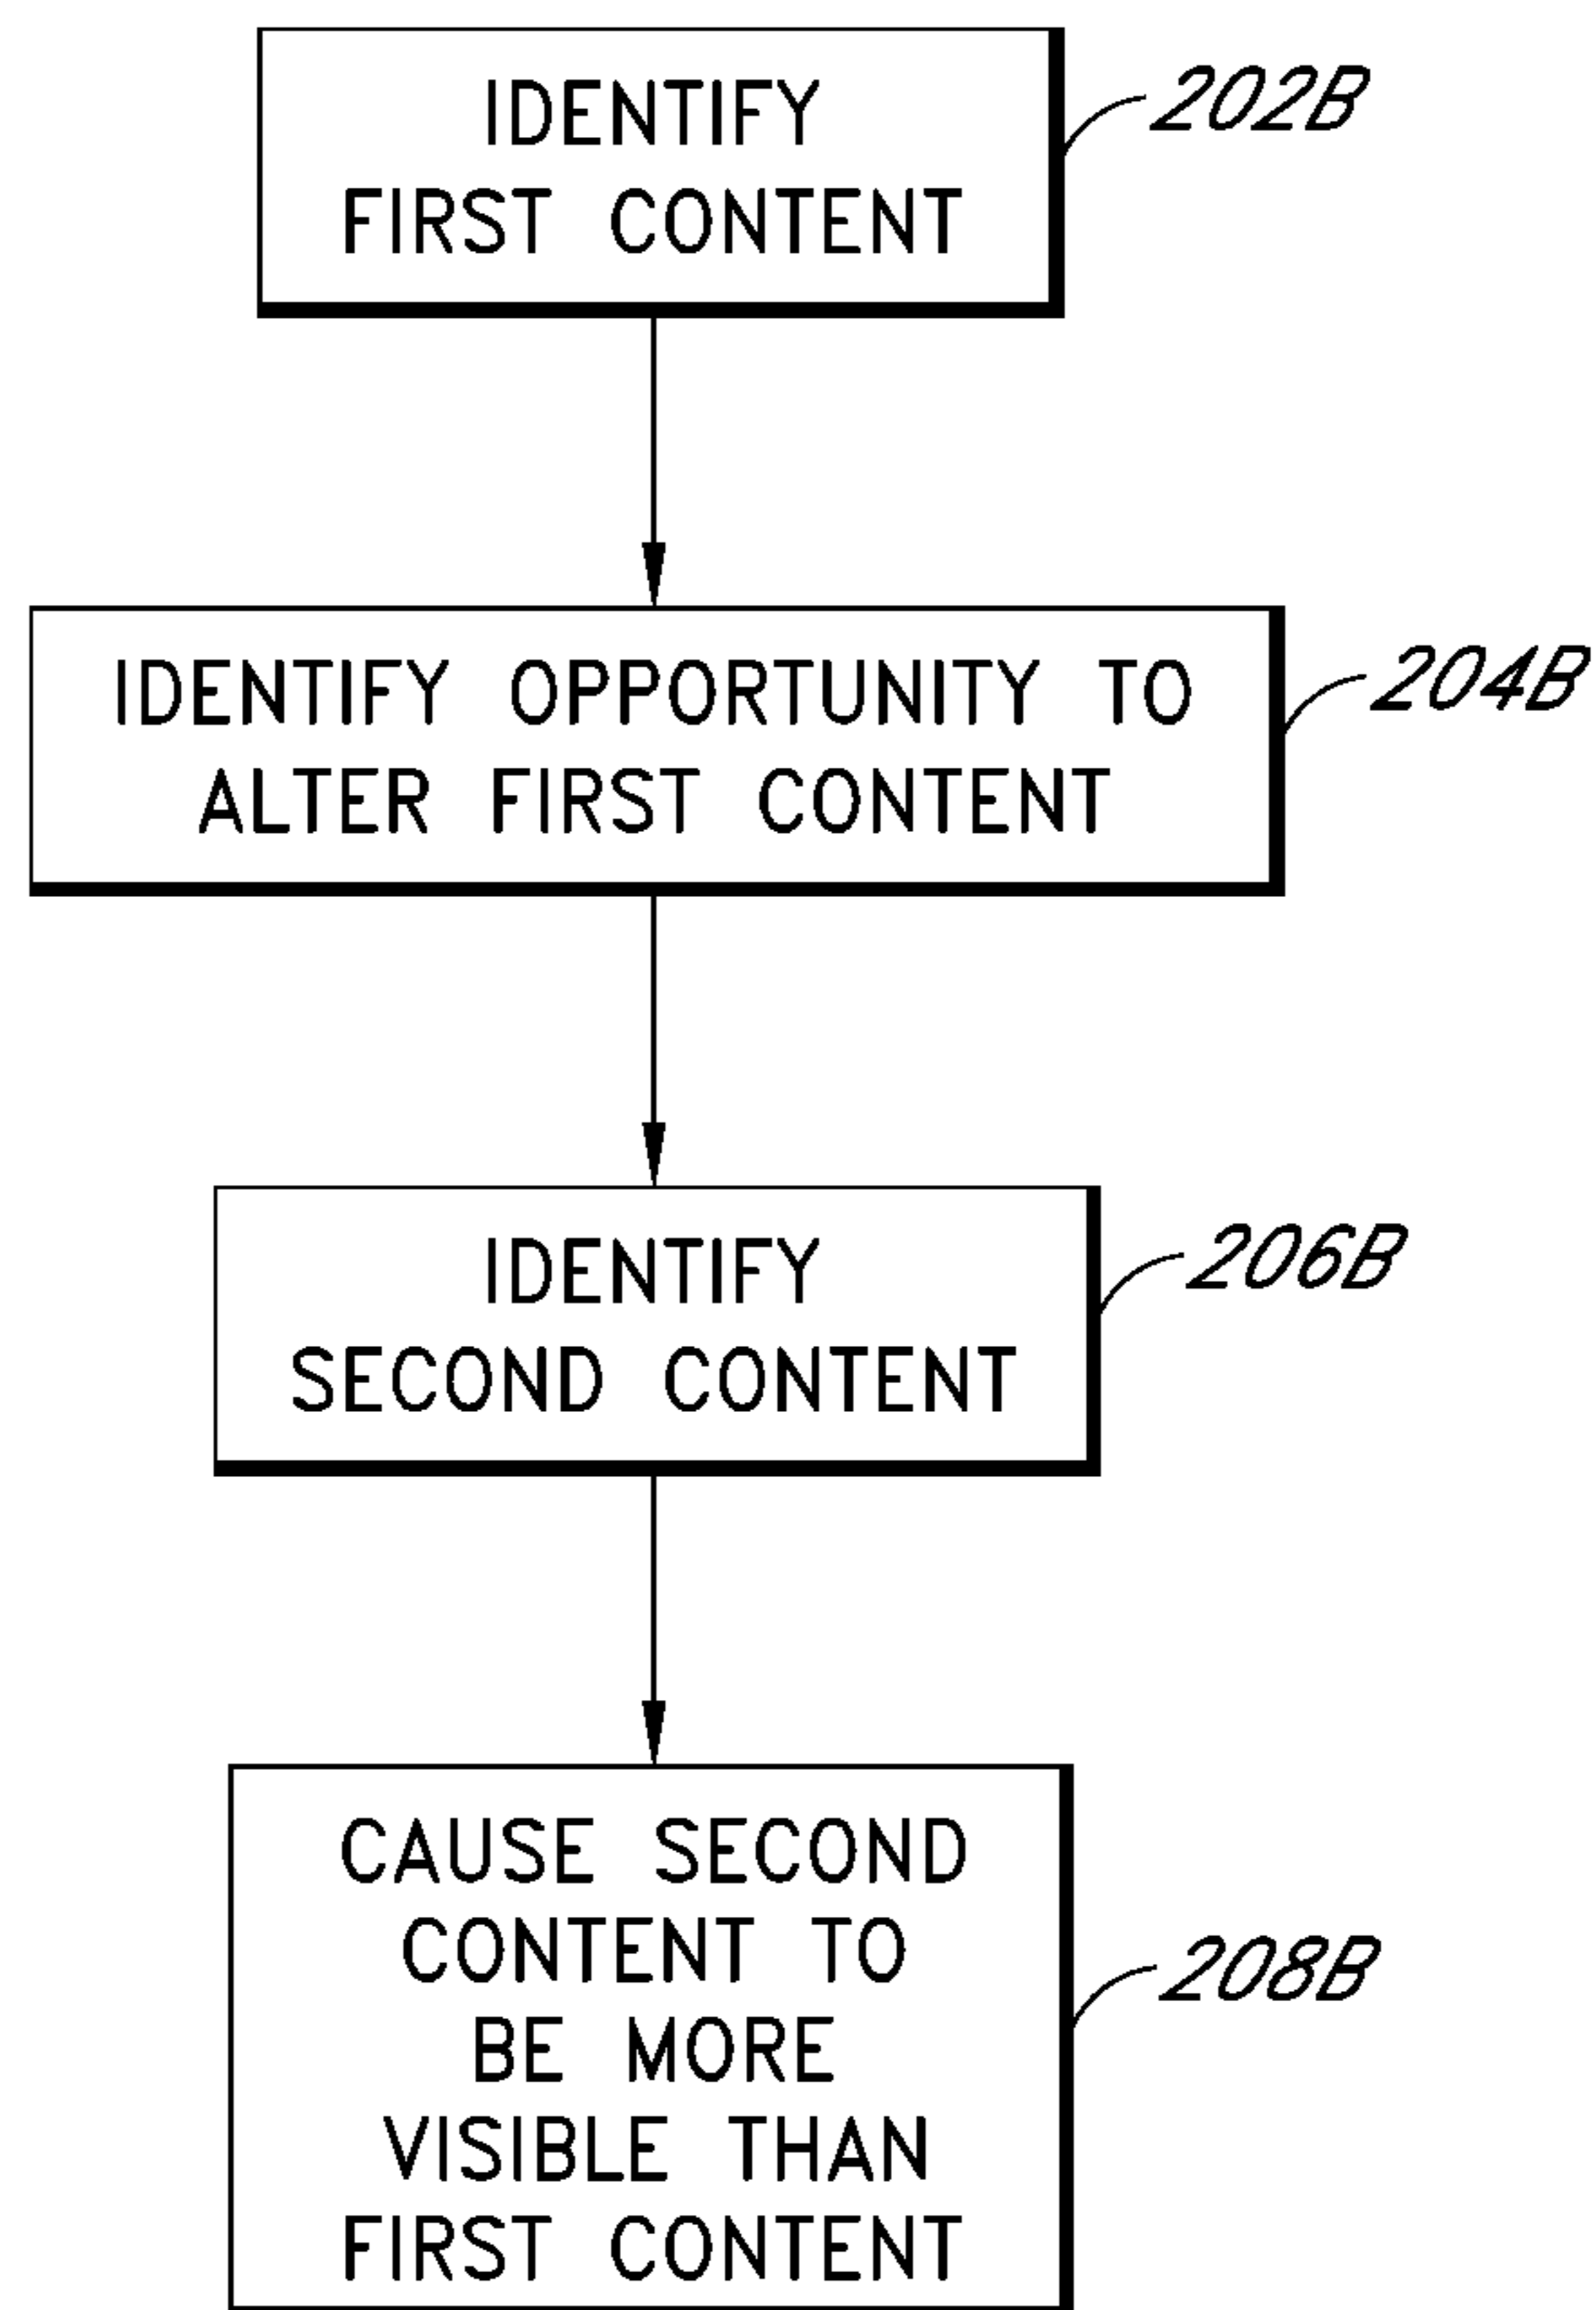 IDENTIFY
FIRST CONTENT
202B
IDENTIFY OPPORTUNITY TO
ALTER FIRST CONTENT
204B
IDENTIFY
SECOND CONTENT
206B
CAUSE SECOND
CONTENT TO
BE MORE
VISIBLE THAN
FIRST CONTENT
208B